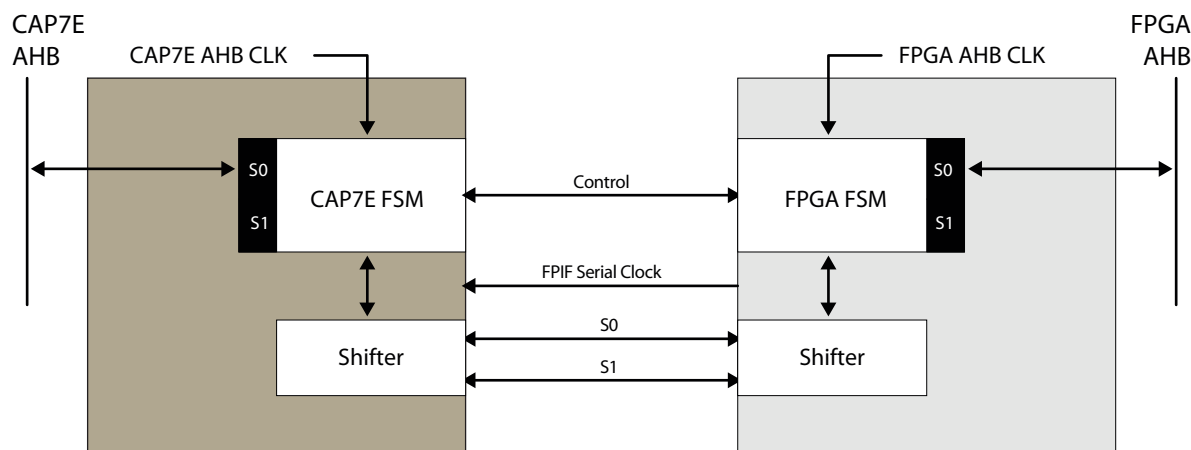 CAP7E
AHB
CAP7E AHB CLK
FPGA AHB CLK
FPGA
AHB
S0
S1
CAP7E FSM
Control
FPGA FSM
S0
S1
FPIF Serial Clock
Shifter
S0
S1
Shifter